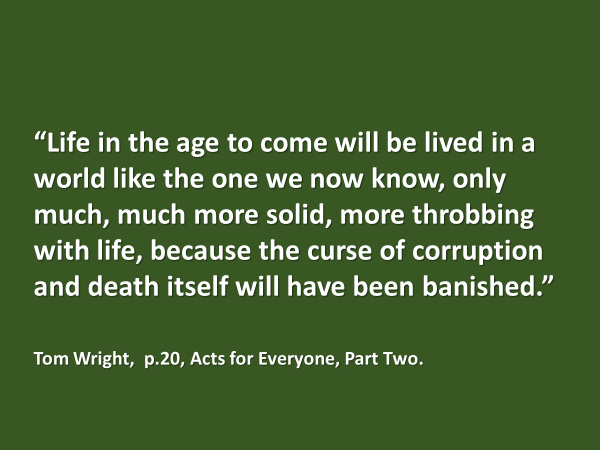 “Life in the age to come will be lived in a
world like the one we now know, only
much, much more solid, more throbbing
with life, because the curse of corruption
and death itself will have been banished.”
Tom Wright,  p.20, Acts for Everyone, Part Two.